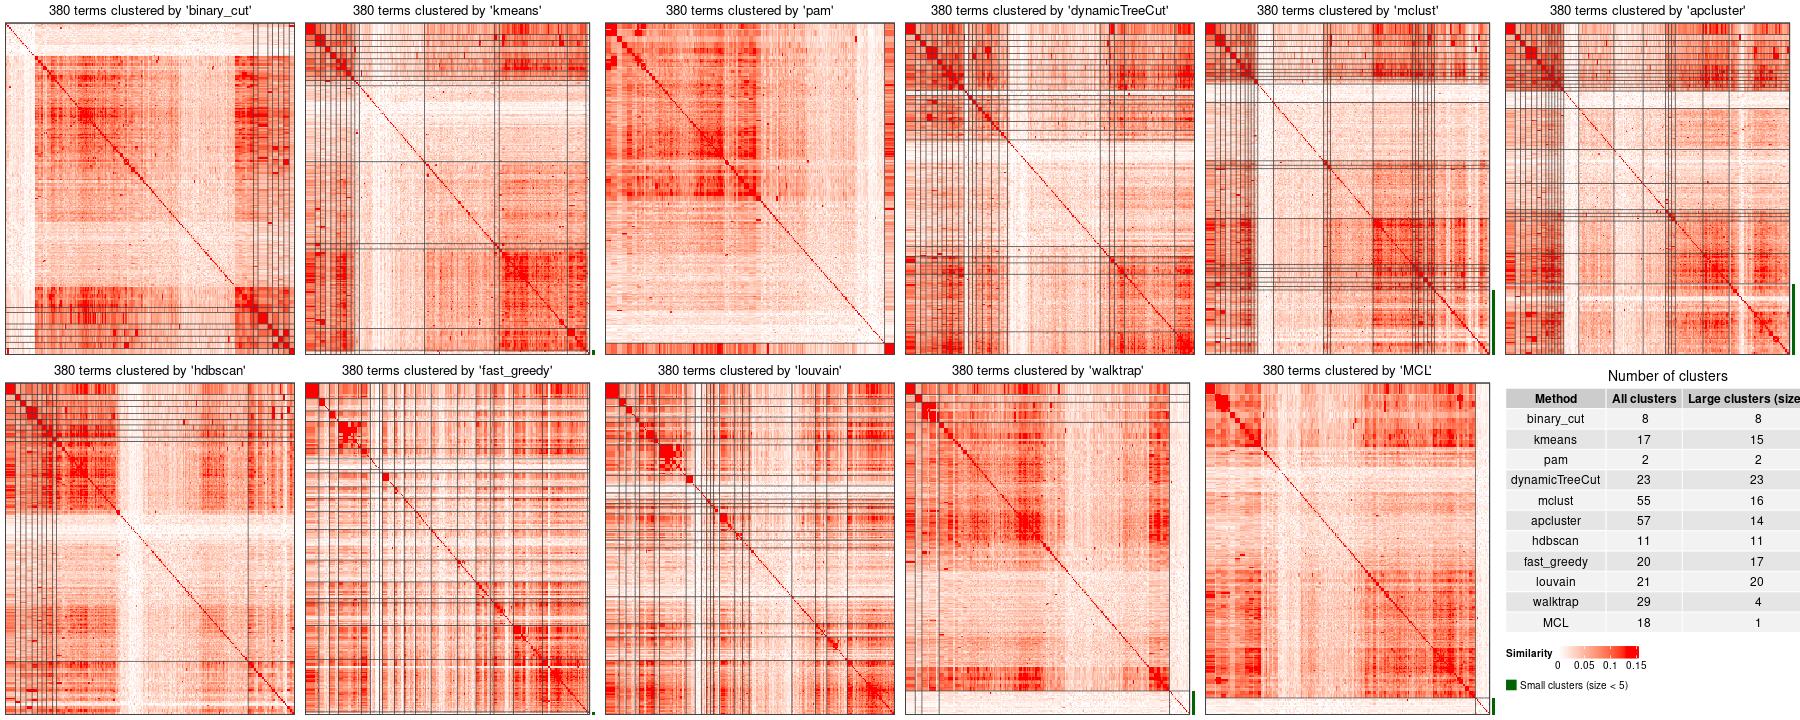 380 terms clustered by 'binary_cut'
380 terms clustered by 'kmeans'
380 terms clustered by 'pam'
380 terms clustered by 'dynamicTreeCut'
380 terms clustered by 'mclust'
380 terms clustered by 'apcluster'
380 terms clustered by 'hdbscan'
380 terms clustered by 'fast_greedy'
380 terms clustered by 'louvain'
380 terms clustered by 'walktrap'
380 terms clustered by 'MCL'
Number of clusters
Method All clusters Large clusters (size
binary_cut 8 8
kmeans 17 15
pam 2 2
dynamicTreeCut 23 23
mclust 55 16
apcluster 57 14
hdbscan 11 11
fast_greedy 20 17
louvain 21 20
walktrap 29 4
MCL 18 1
Similarity
0 0.05 0.1 0.15
Small clusters (size < 5)